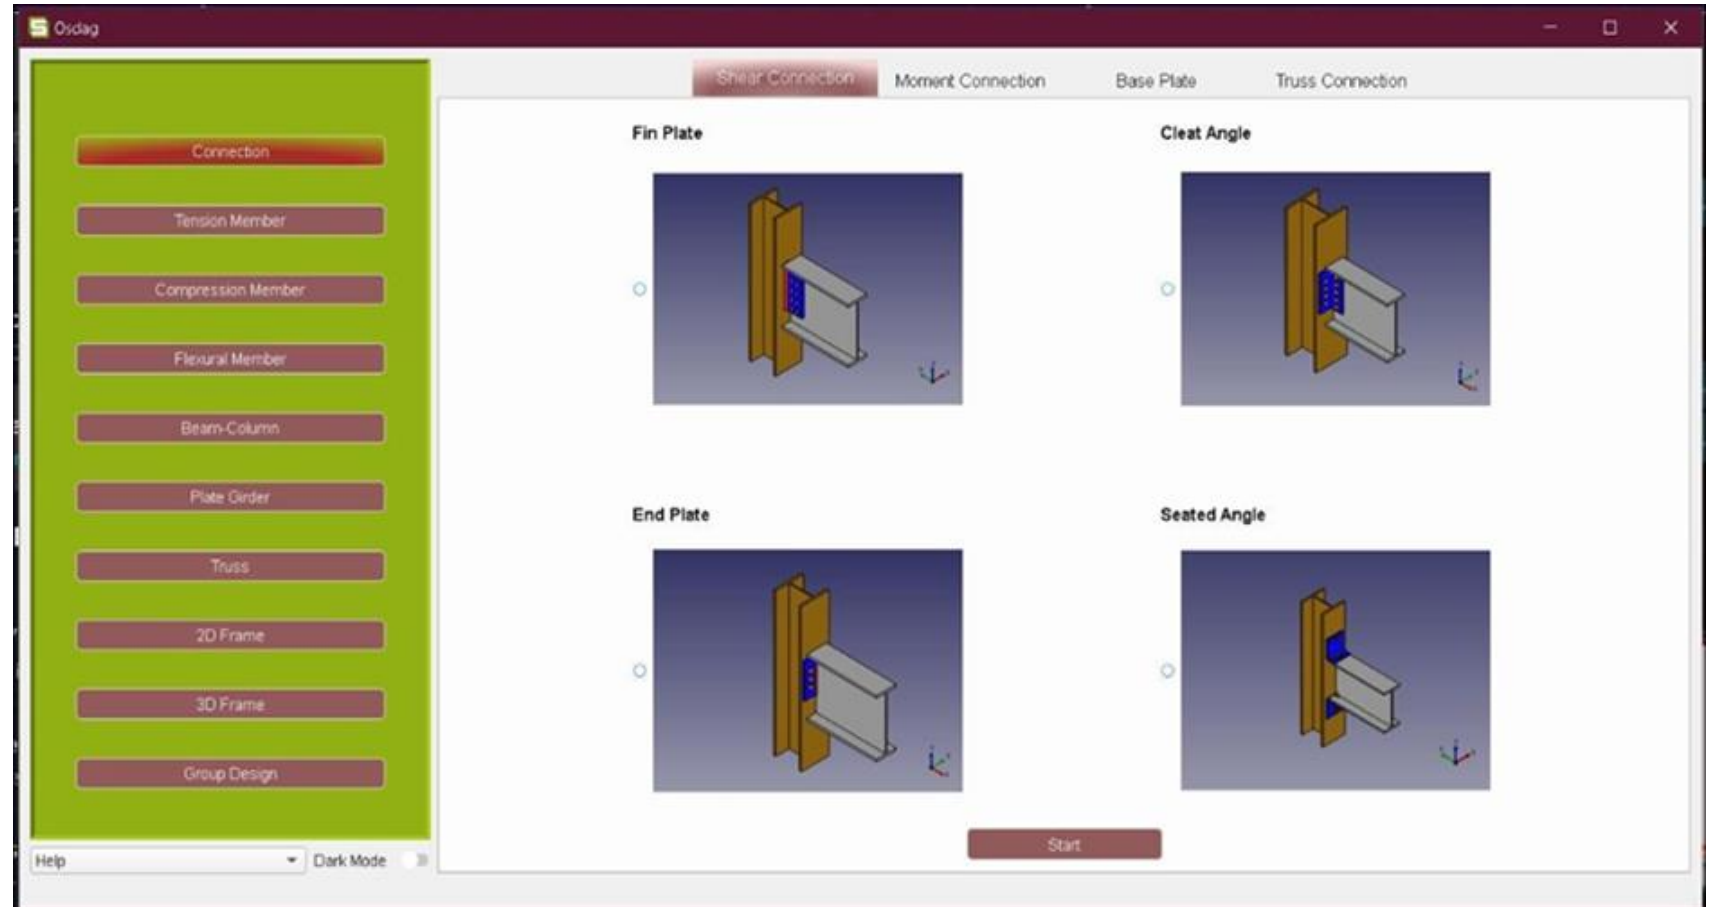 Osdag
Connection
Tension Member
Compression Member
Flexural Member
Beam-Column
Plate Girder
Truss
2D Frame
3D Frame
Group Design
Help
Dark Mode
Shear Connection
Moment Connection
Base Plate
Truss Connection
Fin Plate
Cleat Angle
End Plate
Seated Angle
Start